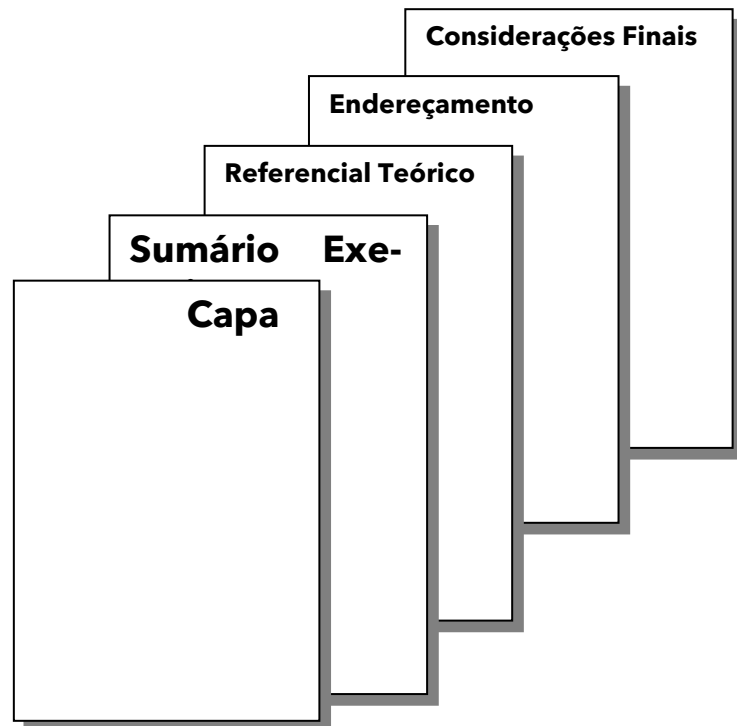 Considerações Finais
Endereçamento
Referencial Teórico
Sumário Exe-
Capa